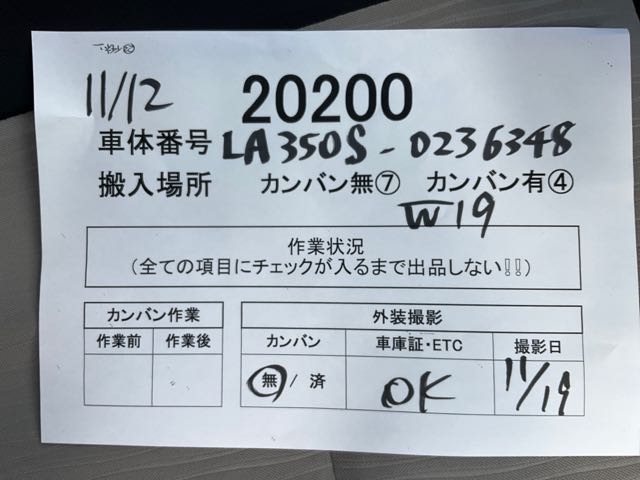 11/12 20200
車体番号 LA350S-0236348
搬入場所 カンバン無⑦ カンバン有④
W19
作業状況
(全ての項目にチェックが入るまで出品しない!!)
カンバン作業 外装撮影
作業前 作業後 カンバン 車庫証・ETC 撮影日
無/済 OK 11/19